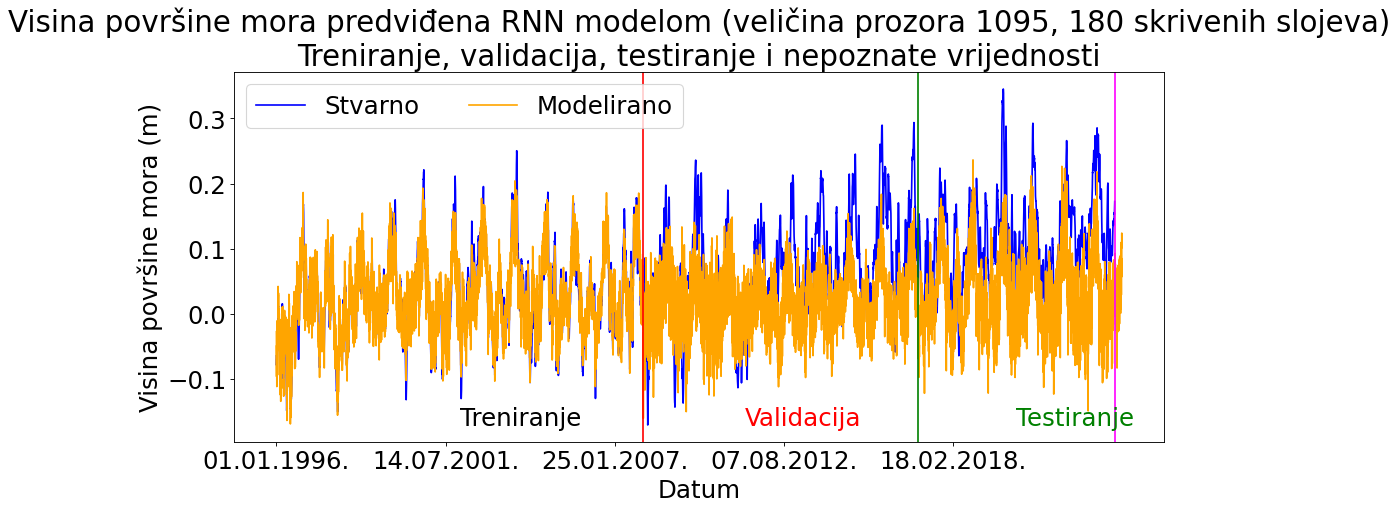 Visina površine mora predviđena RNN modelom (veličina prozora 1095, 180 skrivenih slojeva)
Treniranje, validacija, testiranje i nepoznate vrijednosti
Stvarno
Modelirano
Visina površine mora (m)
0.3
0.2
0.1
0.0
−0.1
Treniranje
Validacija
Testiranje
01.01.1996.
14.07.2001.
25.01.2007.
07.08.2012.
18.02.2018.
Datum